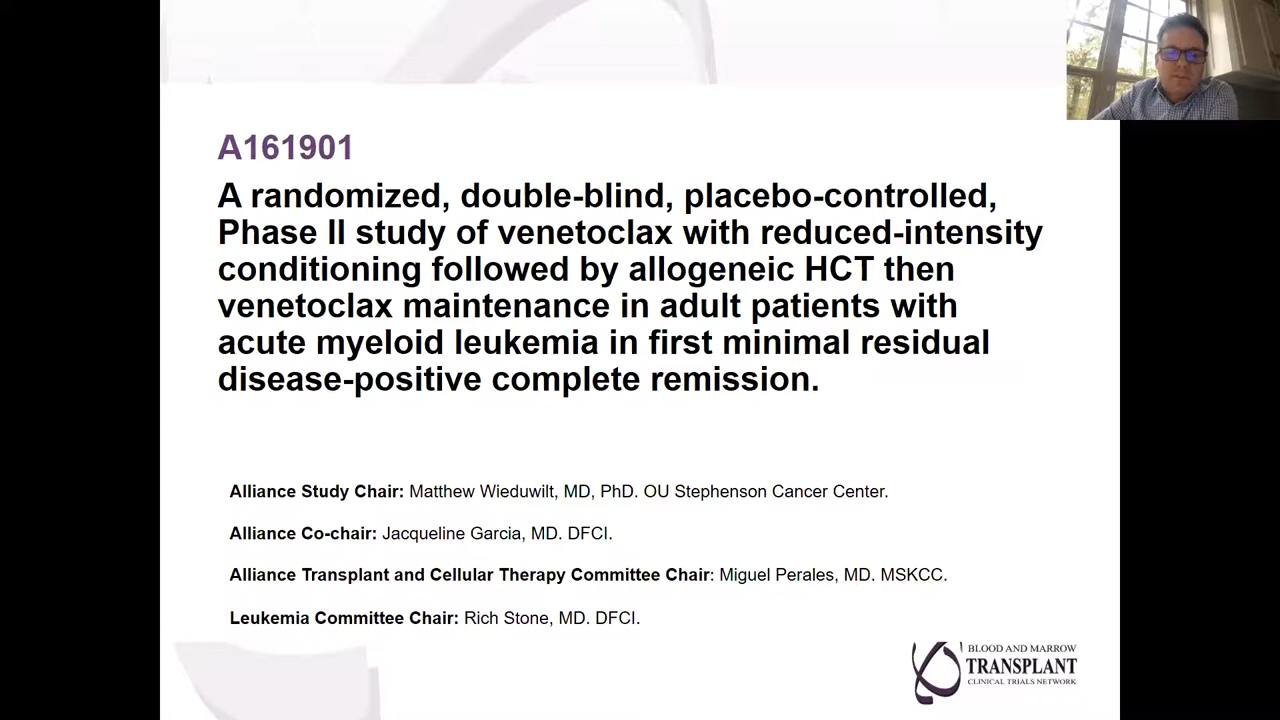 A161901
A randomized, double-blind, placebo-controlled,
Phase II study of venetoclax with reduced-intensity
conditioning followed by allogeneic HCT then
venetoclax maintenance in adult patients with
acute myeloid leukemia in first minimal residual
disease-positive complete remission.
Alliance Study Chair: Matthew Wieduwilt, MD, PhD. OU Stephenson Cancer Center.
Alliance Co-chair: Jacqueline Garcia, MD. DFCI.
Alliance Transplant and Cellular Therapy Committee Chair: Miguel Perales, MD. MSKCC.
Leukemia Committee Chair: Rich Stone, MD. DFCI.
BLOOD AND MARROW
TRANSPLANT
CLINICAL TRIALS NETWORK